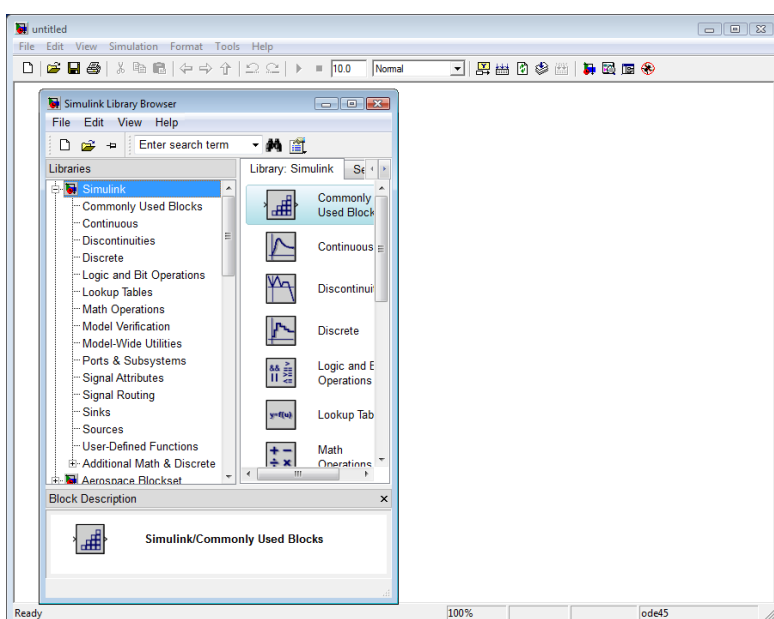 untitled
File Edit View Simulation Format Tools Help
10.0 Normal
Simulink Library Browser
File Edit View Help
Enter search term
Libraries
Simulink
Commonly Used Blocks
Continuous
Discontinuities
Discrete
Logic and Bit Operations
Lookup Tables
Math Operations
Model Verification
Model-Wide Utilities
Ports & Subsystems
Signal Attributes
Signal Routing
Sinks
Sources
User-Defined Functions
Additional Math & Discrete
Aerospace Blockset
Library: Simulink Se
Commonly
Used Block
Continuous
Discontinui
Discrete
&& || > >= <=
Logic and B
Operations
y=f(u)
Lookup Tab
+ − ÷ ×
Math
Operations
Block Description
Simulink/Commonly Used Blocks
Ready 100% ode45